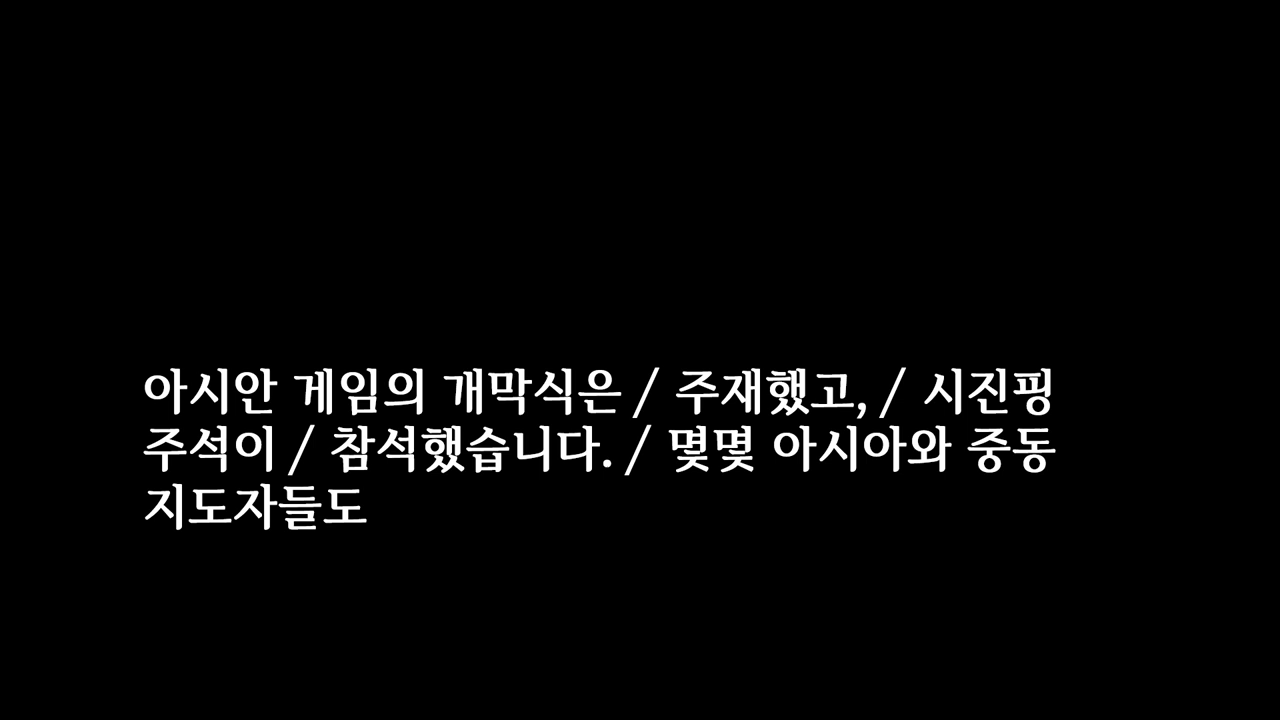 아시안 게임의 개막식은 / 주재했고, / 시진핑
주석이 / 참석했습니다. / 몇몇 아시아와 중동
지도자들도